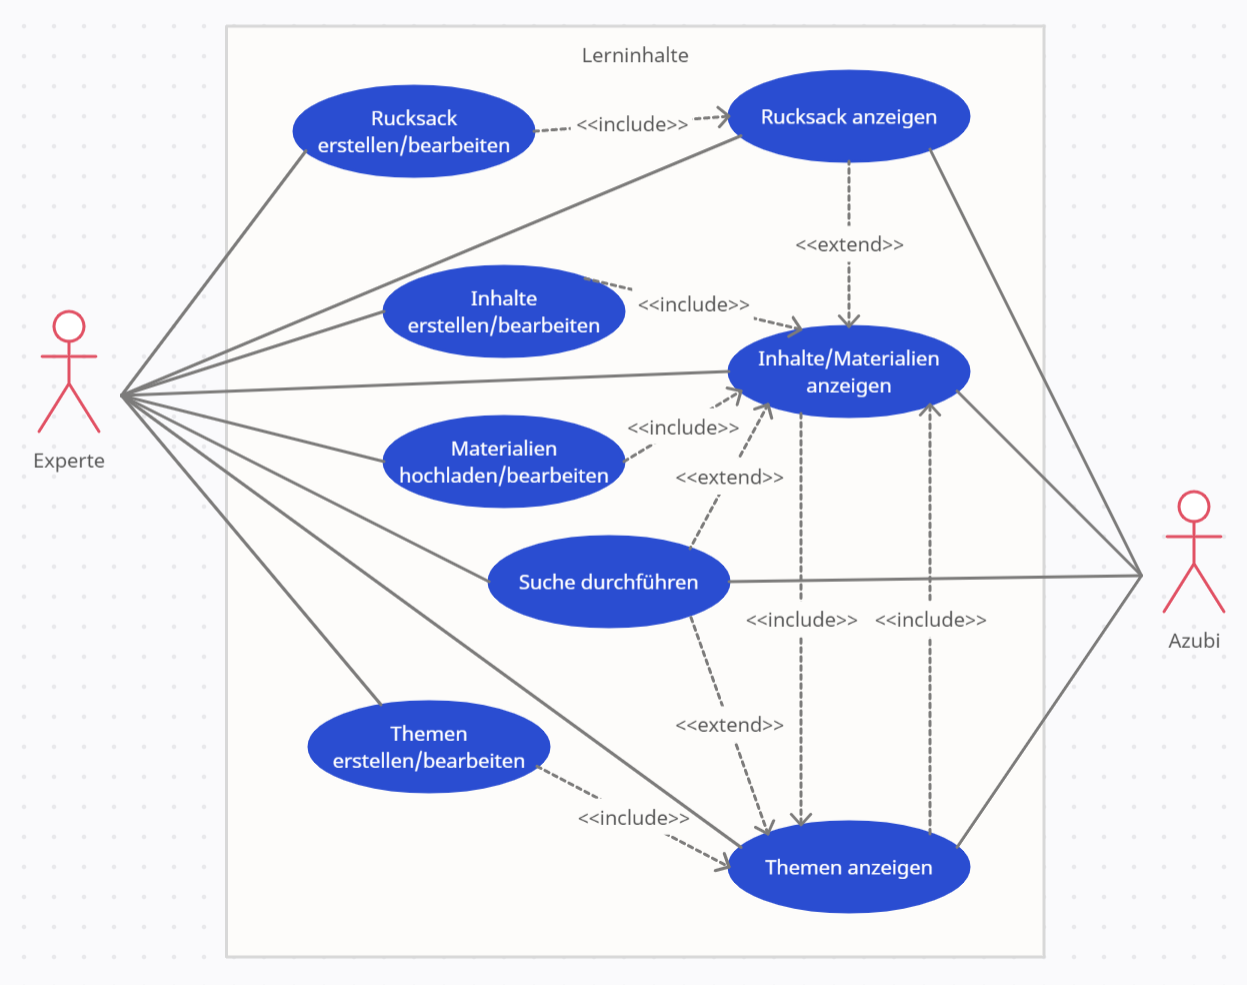 Lerninhalte
Rucksack
erstellen/bearbeiten
<<include>>
Rucksack anzeigen
<<extend>>
Inhalte
erstellen/bearbeiten
<<include>>
Inhalte/Materialien
anzeigen
Experte
Materialien
hochladen/bearbeiten
<<include>>
<<extend>>
Suche durchführen
<<include>>
<<include>>
Azubi
<<extend>>
Themen
erstellen/bearbeiten
<<include>>
Themen anzeigen